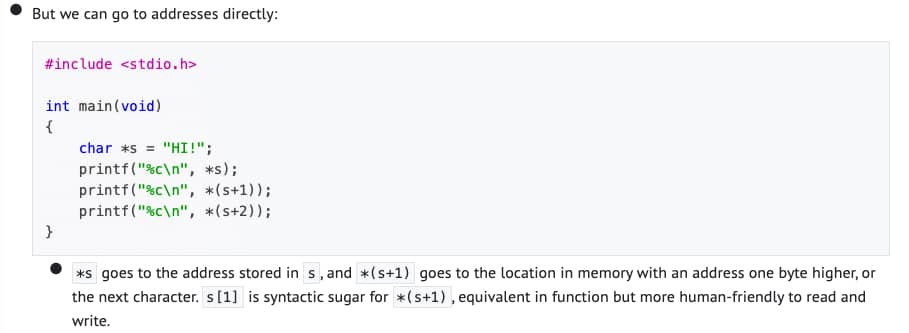 But we can go to addresses directly:
#include <stdio.h>
int main(void)
{
char *s = "HI!";
printf("%c\n", *s);
printf("%c\n", *(s+1));
printf("%c\n", *(s+2));
}
*s goes to the address stored in s, and *(s+1) goes to the location in memory with an address one byte higher, or
the next character. s[1] is syntactic sugar for *(s+1), equivalent in function but more human-friendly to read and
write.